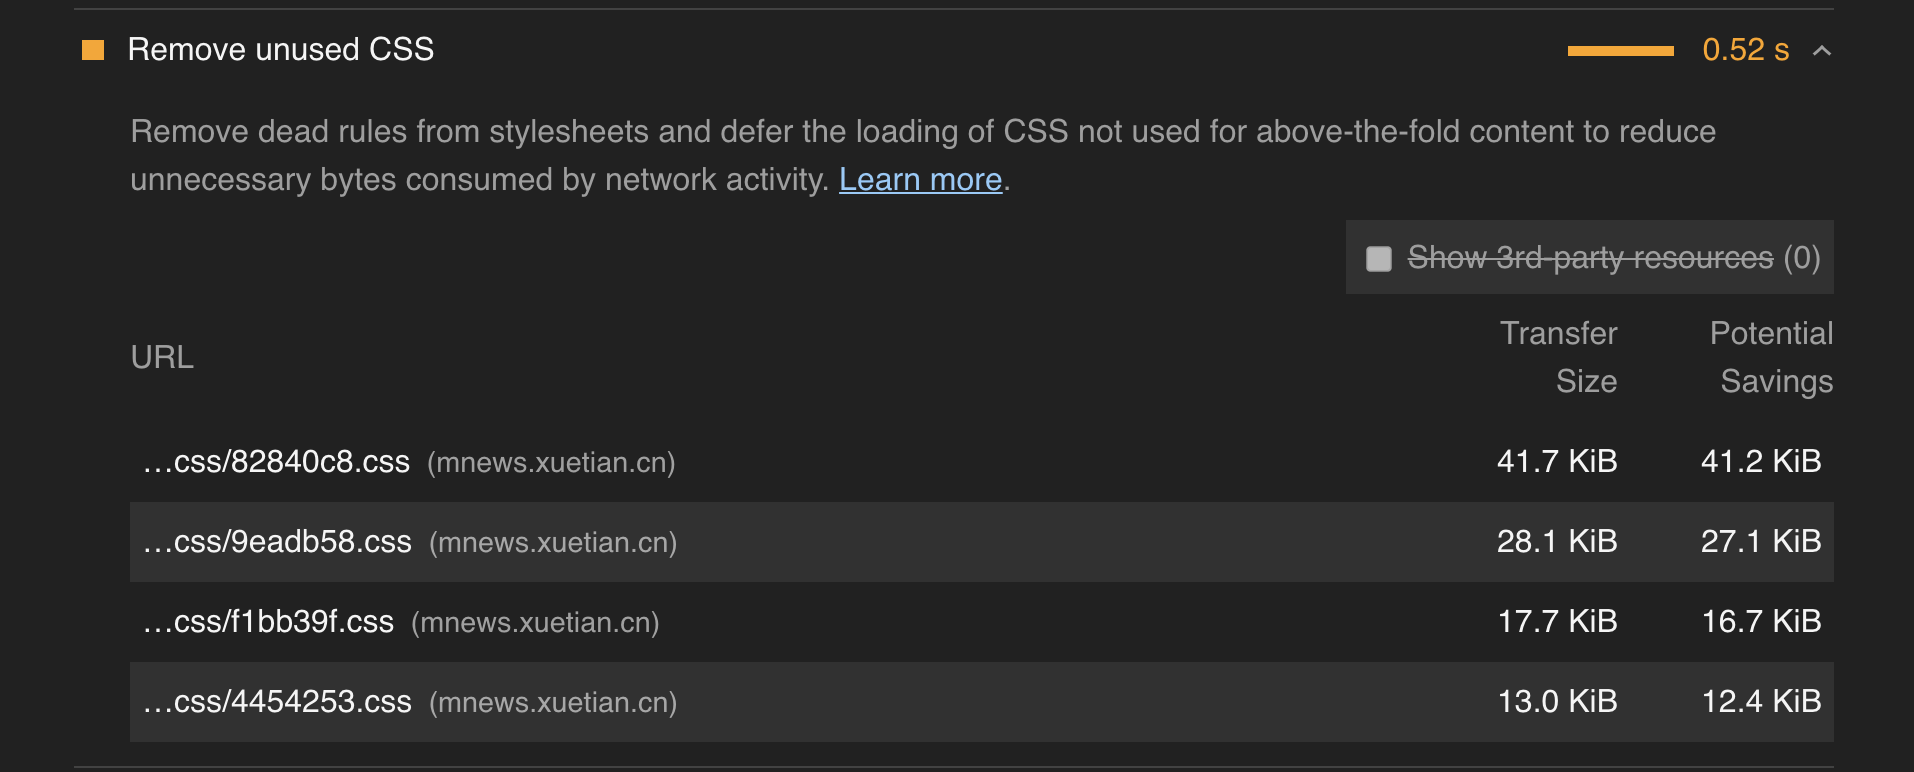 Remove unused CSS 0.52 s
Remove dead rules from stylesheets and defer the loading of CSS not used for above-the-fold content to reduce
unnecessary bytes consumed by network activity. Learn more.
Show 3rd-party resources (0)
URL
Transfer
Size
Potential
Savings
…css/82840c8.css (mnews.xuetian.cn) 41.7 KiB 41.2 KiB
…css/9eadb58.css (mnews.xuetian.cn) 28.1 KiB 27.1 KiB
…css/f1bb39f.css (mnews.xuetian.cn) 17.7 KiB 16.7 KiB
…css/4454253.css (mnews.xuetian.cn) 13.0 KiB 12.4 KiB